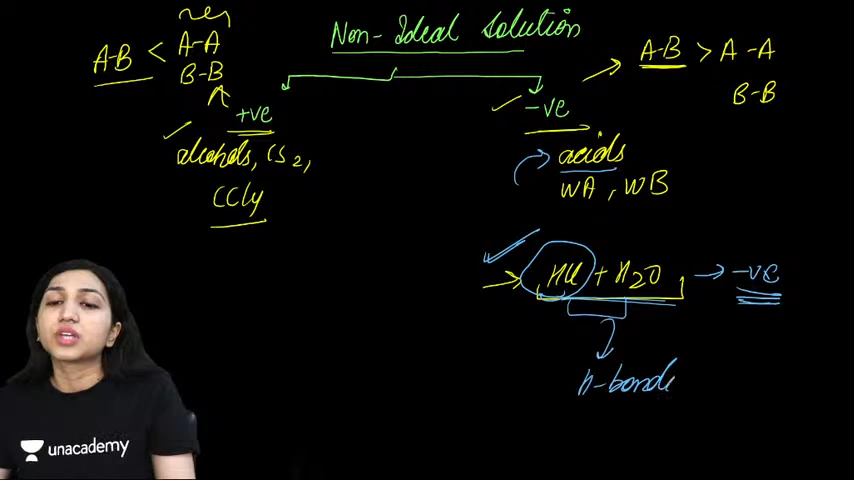 Non-Ideal Solution
A-B < A-A
B-B
+ve
alcohols, CS2,
CCl4
-ve
A-B > A-A
B-B
acids
WA, WB
HCl + H2O → -ve
H-bonds
unacademy